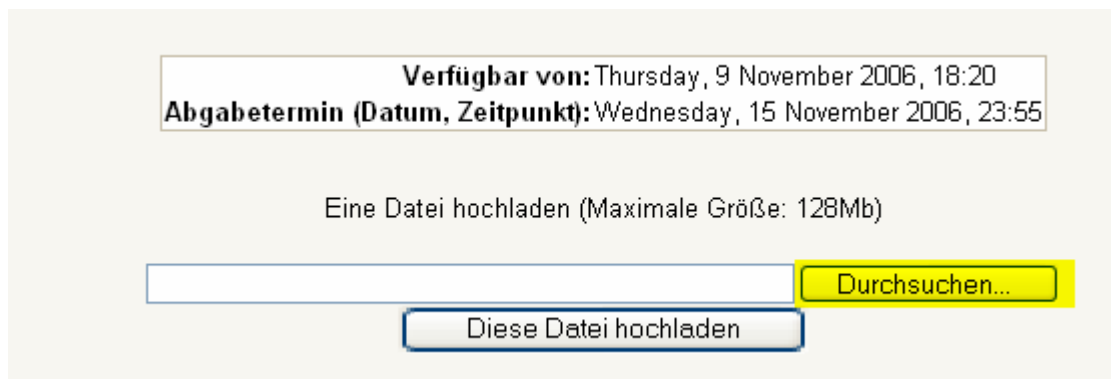 Verfügbar von: Thursday, 9 November 2006, 18:20
Abgabetermin (Datum, Zeitpunkt): Wednesday, 15 November 2006, 23:55
Eine Datei hochladen (Maximale Größe: 128Mb)
Durchsuchen...
Diese Datei hochladen